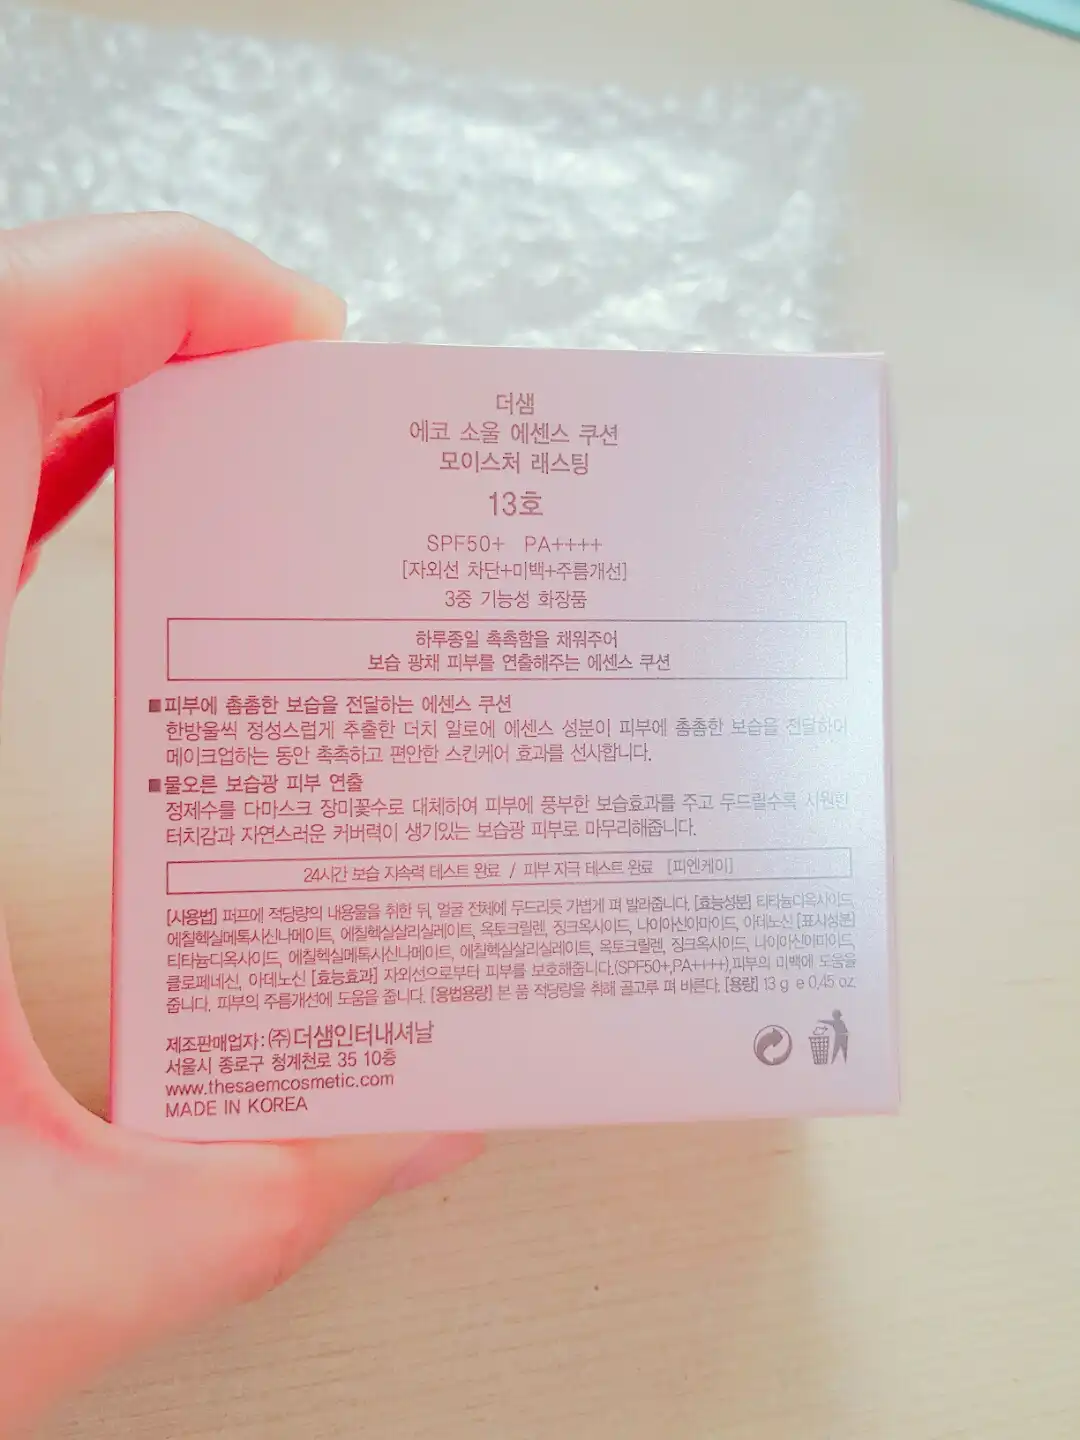 더샘
에코 소울 에센스 쿠션
모이스처 래스팅
13호
SPF50+ PA++++
[자외선 차단+미백+주름개선]
3중 기능성 화장품
하루종일 촉촉함을 채워주어
보습 광채 피부를 연출해주는 에센스 쿠션
■피부에 촘촘한 보습을 전달하는 에센스 쿠션
한방울씩 정성스럽게 추출한 더치 알로에 에센스 성분이 피부에 촘촘한 보습을 전달하여
메이크업하는 동안 촉촉하고 편안한 스킨케어 효과를 선사합니다.
■물오른 보습광 피부 연출
정제수를 다마스크 장미꽃수로 대체하여 피부에 풍부한 보습효과를 주고 두드릴수록 시원한
터치감과 자연스러운 커버력이 생기있는 보습광 피부로 마무리해줍니다.
24시간 보습 지속력 테스트 완료 / 피부 자극 테스트 완료 [피엔케이]
[사용법] 퍼프에 적당량의 내용물을 취한 뒤, 얼굴 전체에 두드리듯 가볍게 펴 발라줍니다. [효능성분] 티타늄디옥사이드,
에칠헥실메톡시신나메이트, 에칠헥실살리실레이트, 옥토크릴렌, 징크옥사이드, 나이아신아마이드, 아데노신 [표시성분]
티타늄디옥사이드, 에칠헥실메톡시신나메이트, 에칠헥실살리실레이트, 옥토크릴렌, 징크옥사이드, 나이아신아마이드,
클로페네신, 아데노신 [효능효과] 자외선으로부터 피부를 보호해줍니다.(SPF50+,PA++++),피부의 미백에 도움을
줍니다. 피부의 주름개선에 도움을 줍니다. [용법용량] 본 품 적당량을 취해 골고루 펴 바른다. [용량] 13 g e 0.45 oz.
제조판매업자: (주)더샘인터내셔날
서울시 종로구 청계천로 35 10층
www.thesaemcosmetic.com
MADE IN KOREA